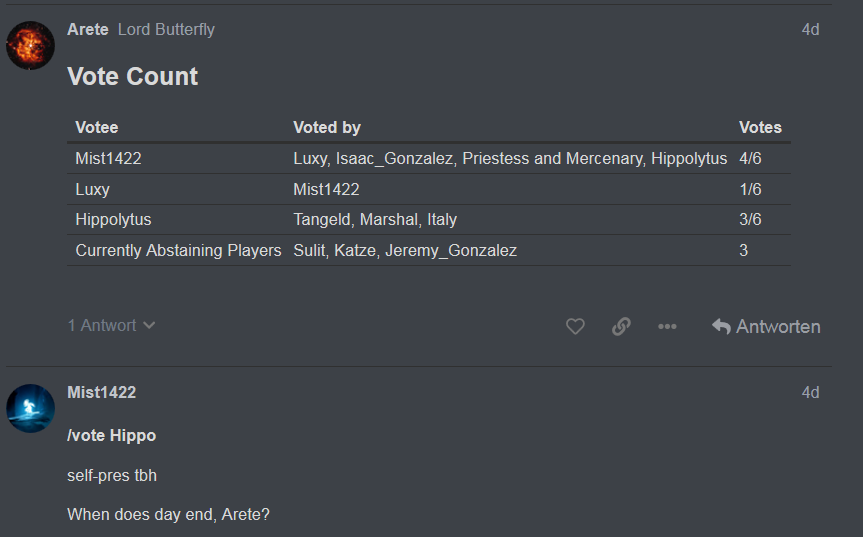 Arete Lord Butterfly 4d
Vote Count
Votee Voted by Votes
Mist1422 Luxy, Isaac_Gonzalez, Priestess and Mercenary, Hippolytus 4/6
Luxy Mist1422 1/6
Hippolytus Tangeld, Marshal, Italy 3/6
Currently Abstaining Players Sulit, Katze, Jeremy_Gonzalez 3
1 Antwort Antworten
Mist1422 4d
/vote Hippo
self-pres tbh
When does day end, Arete?